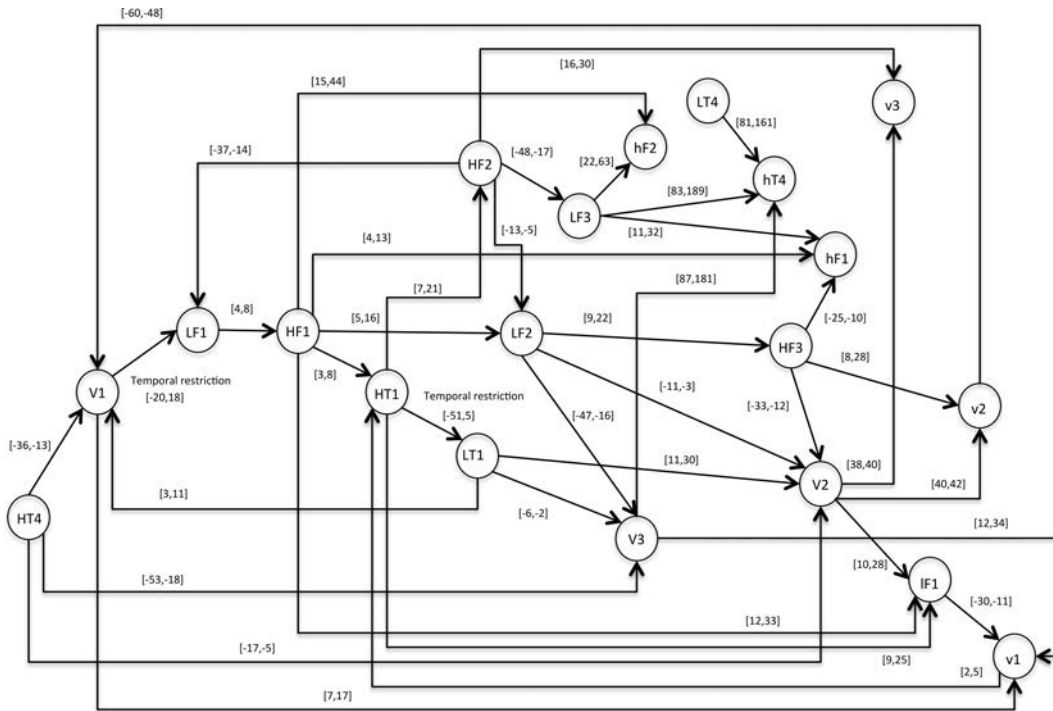 [-60,-48]
[16,30]
[15,44]
LT4
v3
[81,161]
hF2
[-37,-14]
HF2
[-48,-17]
[22,63]
hT4
[83,189]
LF3
[-13,-5]
[11,32]
[4,13]
hF1
[7,21]
[87,181]
[4,8]
[5,16]
[9,22]
[-25,-10]
LF1
HF1
LF2
HF3
[8,28]
Temporal restriction
[-20,18]
[3,8]
[-11,-3]
V1
HT1
Temporal restriction
[-51,5]
[-47,-16]
[-33,-12]
v2
[-36,-13]
LT1
[11,30]
[38,40]
V2
[40,42]
[3,11]
HT4
[-6,-2]
V3
[12,34]
[-53,-18]
[10,28]
lF1
[-30,-11]
[12,33]
[-17,-5]
[9,25]
[2,5]
v1
[7,17]